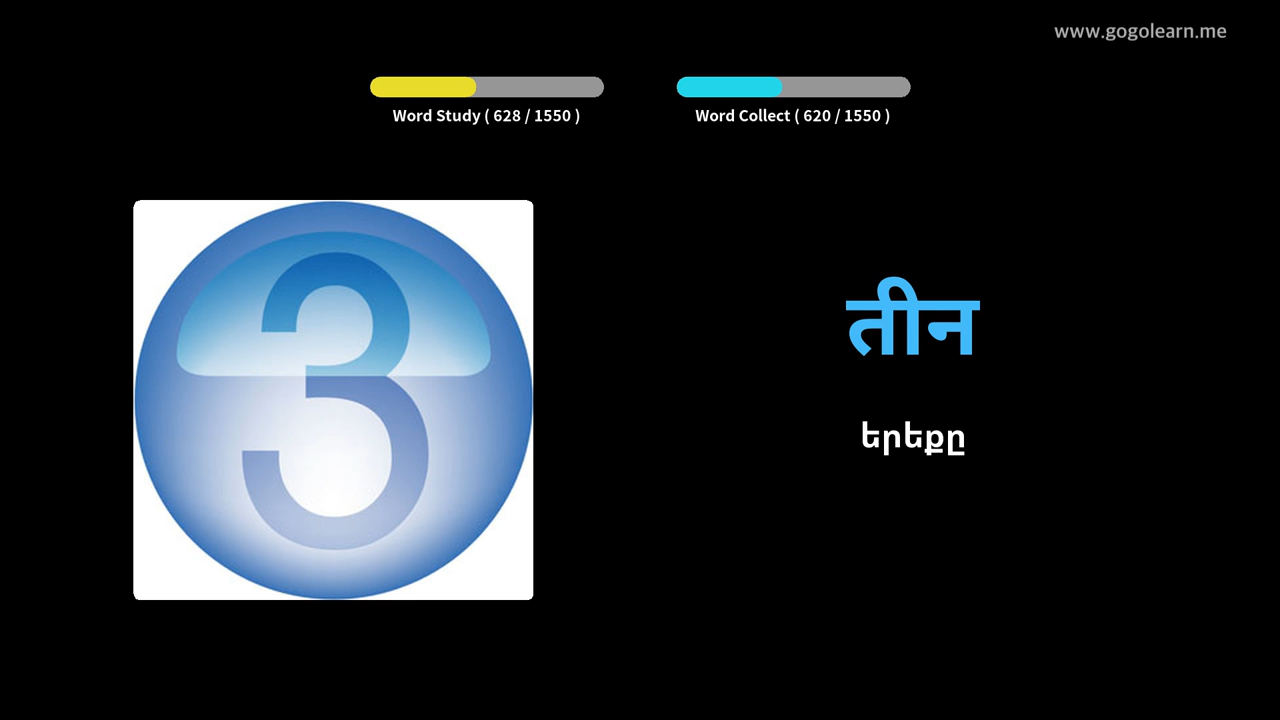 www.gogolearn.me
Word Study ( 628 / 1550 )
Word Collect ( 620 / 1550 )
3
तीन
երեքը